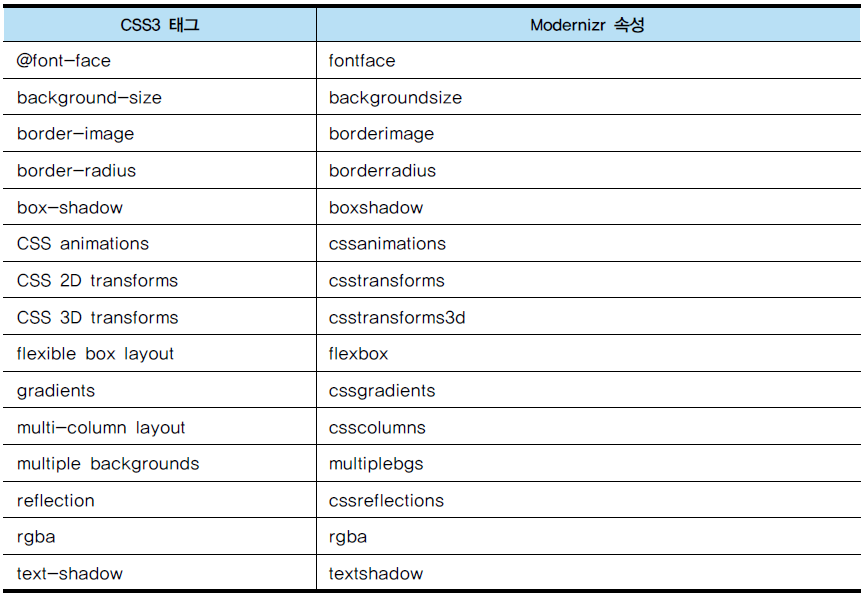 CSS3 태그 Modernizr 속성
@font-face fontface
background-size backgroundsize
border-image borderimage
border-radius borderradius
box-shadow boxshadow
CSS animations cssanimations
CSS 2D transforms csstransforms
CSS 3D transforms csstransforms3d
flexible box layout flexbox
gradients cssgradients
multi-column layout csscolumns
multiple backgrounds multiplebgs
reflection cssreflections
rgba rgba
text-shadow textshadow